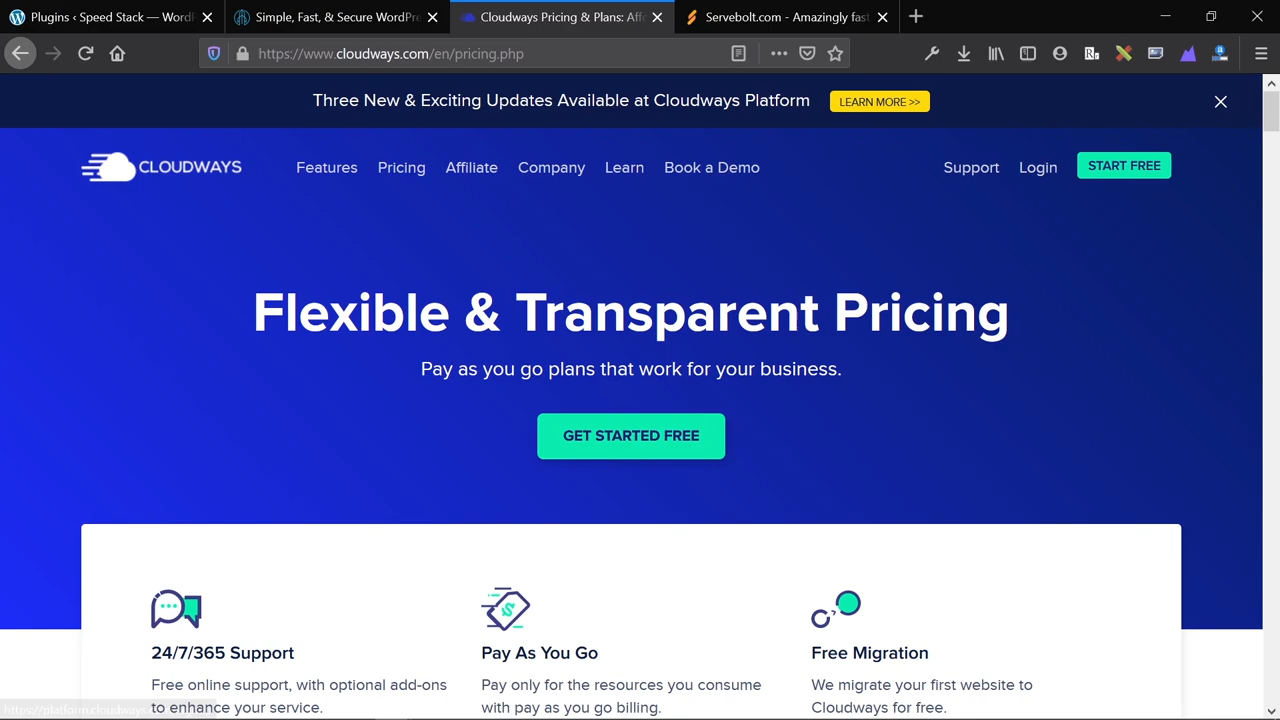 Plugins ‹ Speed Stack — WordP
Simple, Fast, & Secure WordPre
Cloudways Pricing & Plans: Aff
Servebolt.com - Amazingly fast
https://www.cloudways.com/en/pricing.php
Three New & Exciting Updates Available at Cloudways Platform
LEARN MORE >>
CLOUDWAYS
Features
Pricing
Affiliate
Company
Learn
Book a Demo
Support
Login
START FREE
Flexible & Transparent Pricing
Pay as you go plans that work for your business.
GET STARTED FREE
24/7/365 Support
Free online support, with optional add-ons
to enhance your service.
Pay As You Go
Pay only for the resources you consume
with pay as you go billing.
Free Migration
We migrate your first website to
Cloudways for free.